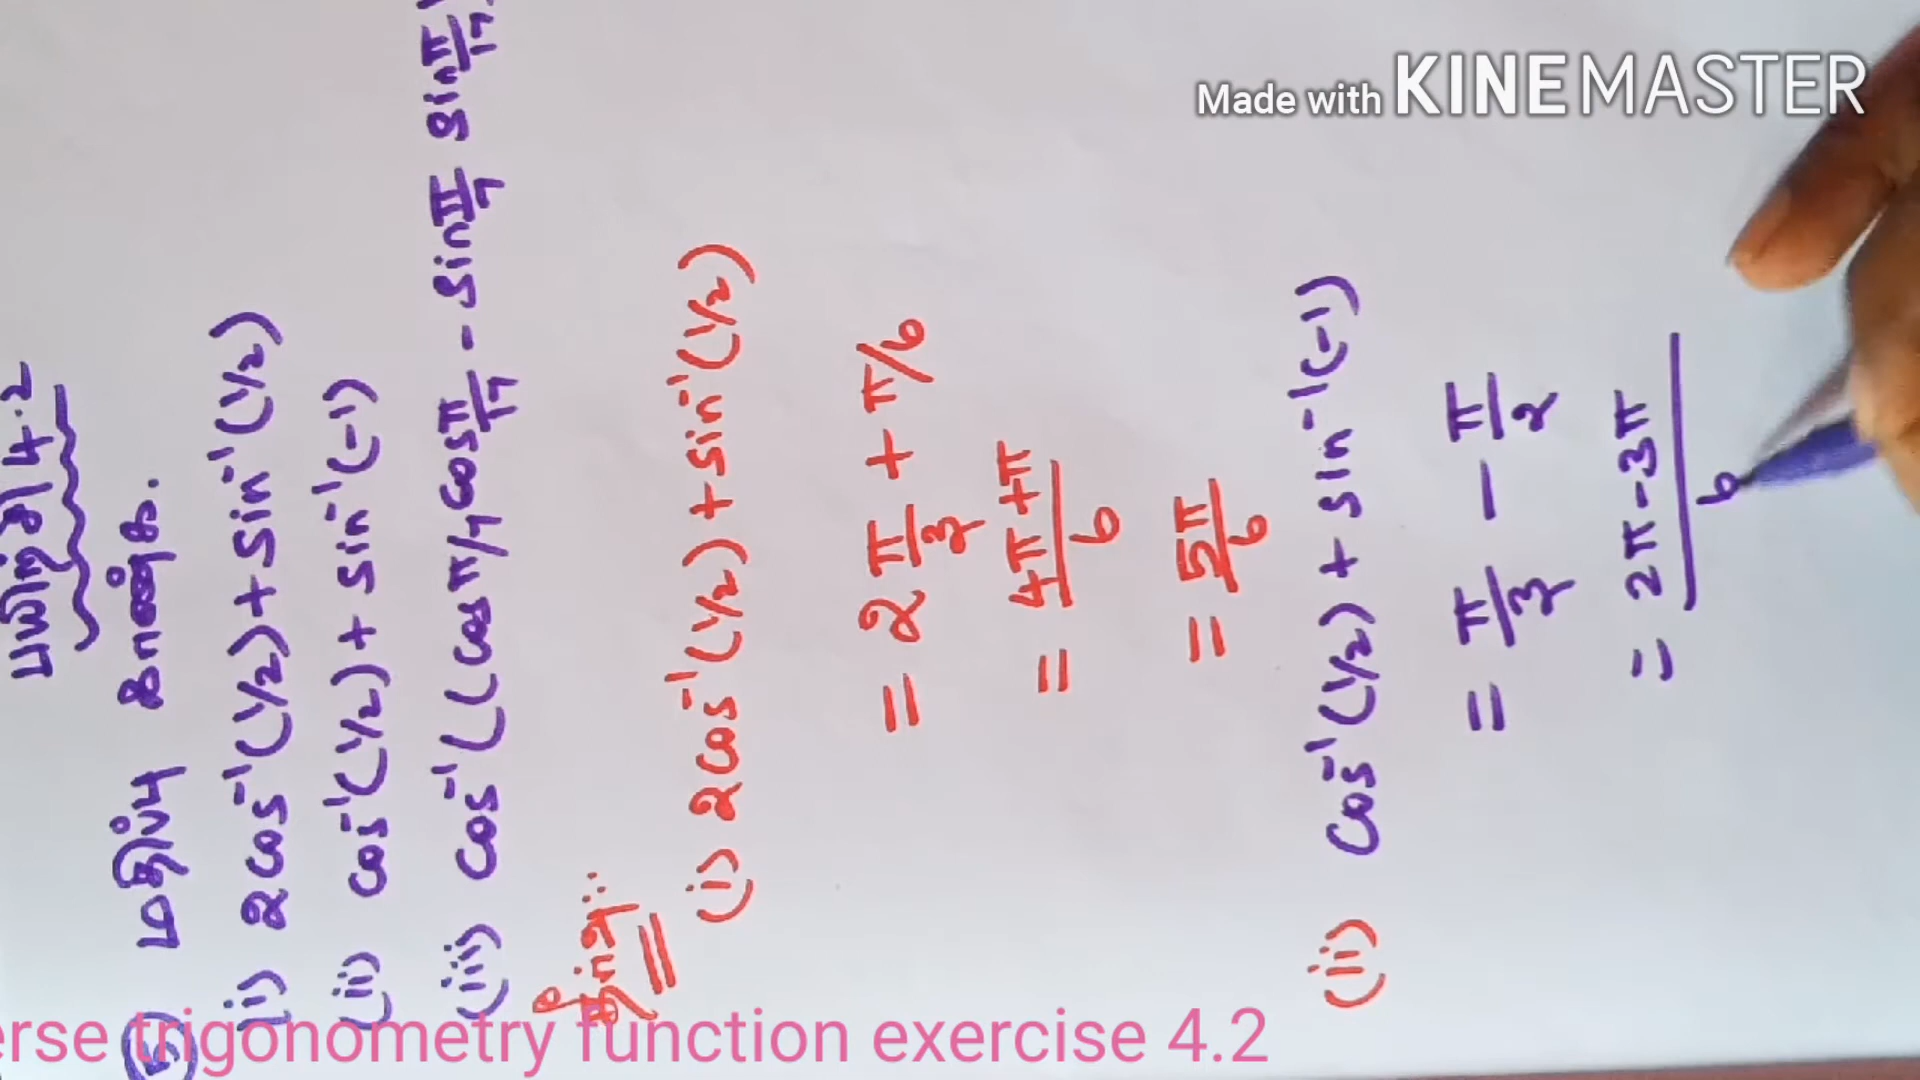 பயிற்சி 4.2
⑤ மதிப்பு காண்க.
(i) 2cos⁻¹(1/2)+sin⁻¹(1/2)
(ii) cos⁻¹(1/2)+sin⁻¹(-1)
(iii) cos⁻¹(cos π/7 cos π/17 - sin π/7 sin π/17)
தீர்வு:
(i) 2cos⁻¹(1/2)+sin⁻¹(1/2)
= 2 π/3 + π/6
= 4π+π/6
= 5π/6
(ii) cos⁻¹(1/2) + sin⁻¹(-1)
= π/3 - π/2
= 2π-3π/6
Made with KINEMASTER
erse trigonometry function exercise 4.2